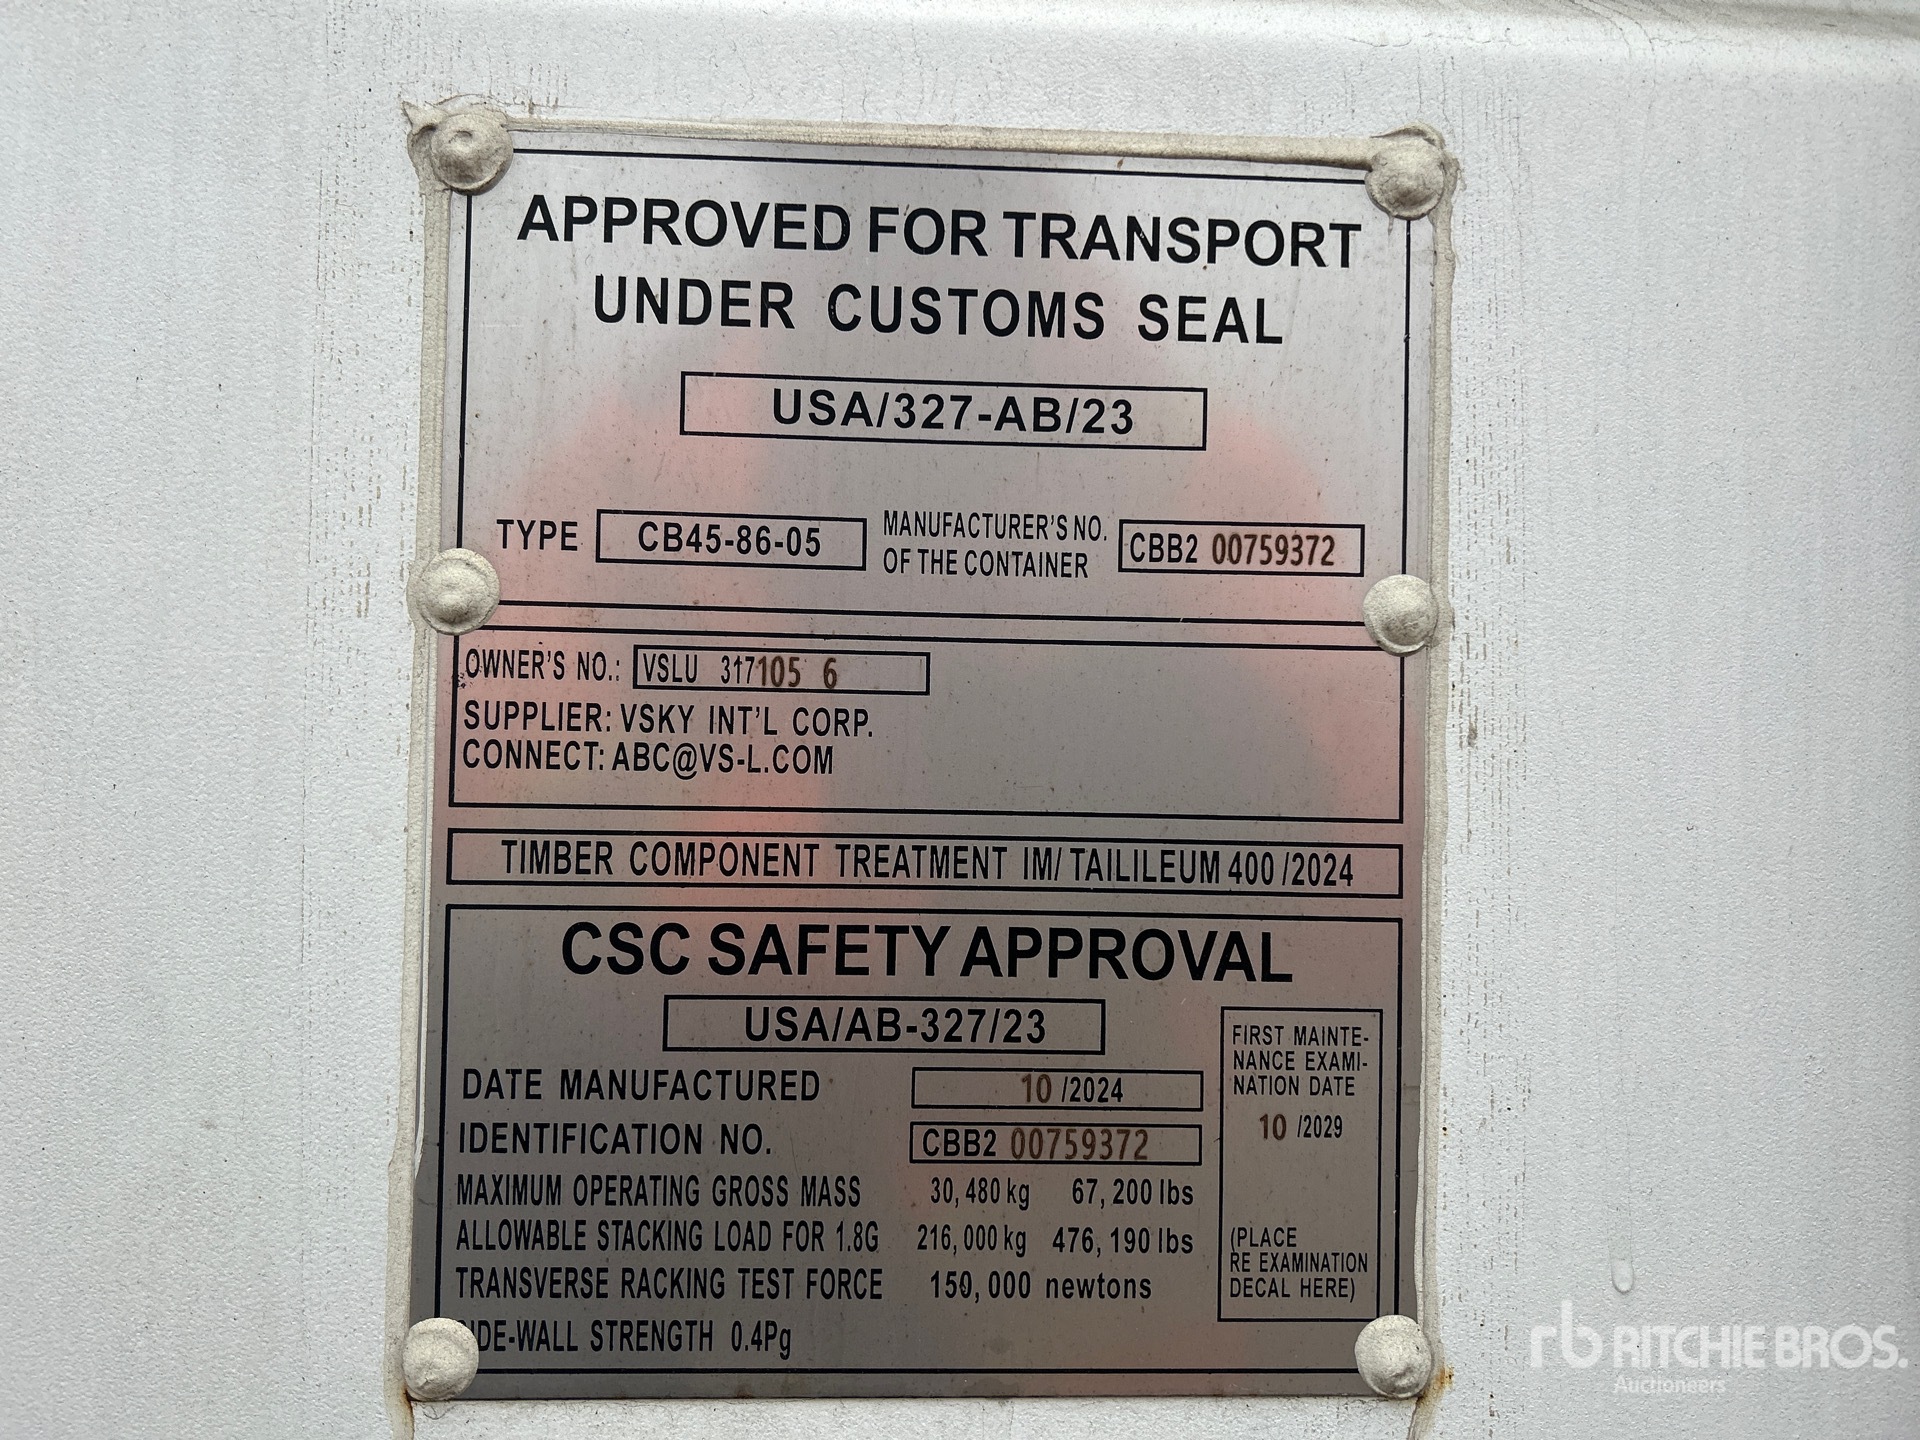 APPROVED FOR TRANSPORT
UNDER CUSTOMS SEAL
USA/327-AB/23
TYPE CB45-86-05
MANUFACTURER'S NO.
OF THE CONTAINER
CBB2 00759372
OWNER'S NO.: VSLU 317105 6
SUPPLIER: VSKY INT'L CORP.
CONNECT: ABC@VS-L.COM
TIMBER COMPONENT TREATMENT IM/ TAILILEUM 400 /2024
CSC SAFETY APPROVAL
USA/AB-327/23
DATE MANUFACTURED 10 /2024
IDENTIFICATION NO. CBB2 00759372
MAXIMUM OPERATING GROSS MASS 30,480 kg 67,200 lbs
ALLOWABLE STACKING LOAD FOR 1.8G 216,000 kg 476,190 lbs
TRANSVERSE RACKING TEST FORCE 150,000 newtons
IDE-WALL STRENGTH 0.4Pg
FIRST MAINTE-
NANCE EXAMI-
NATION DATE
10 /2029
(PLACE
RE EXAMINATION
DECAL HERE)
rb RITCHIE BROS.
Auctioneers